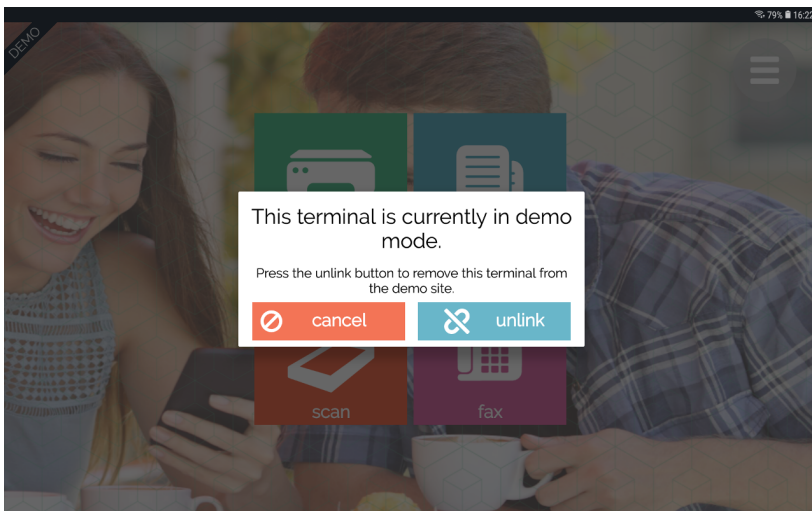 79% 16:22
DEMO
This terminal is currently in demo
mode.
Press the unlink button to remove this terminal from
the demo site.
cancel
unlink
scan
fax